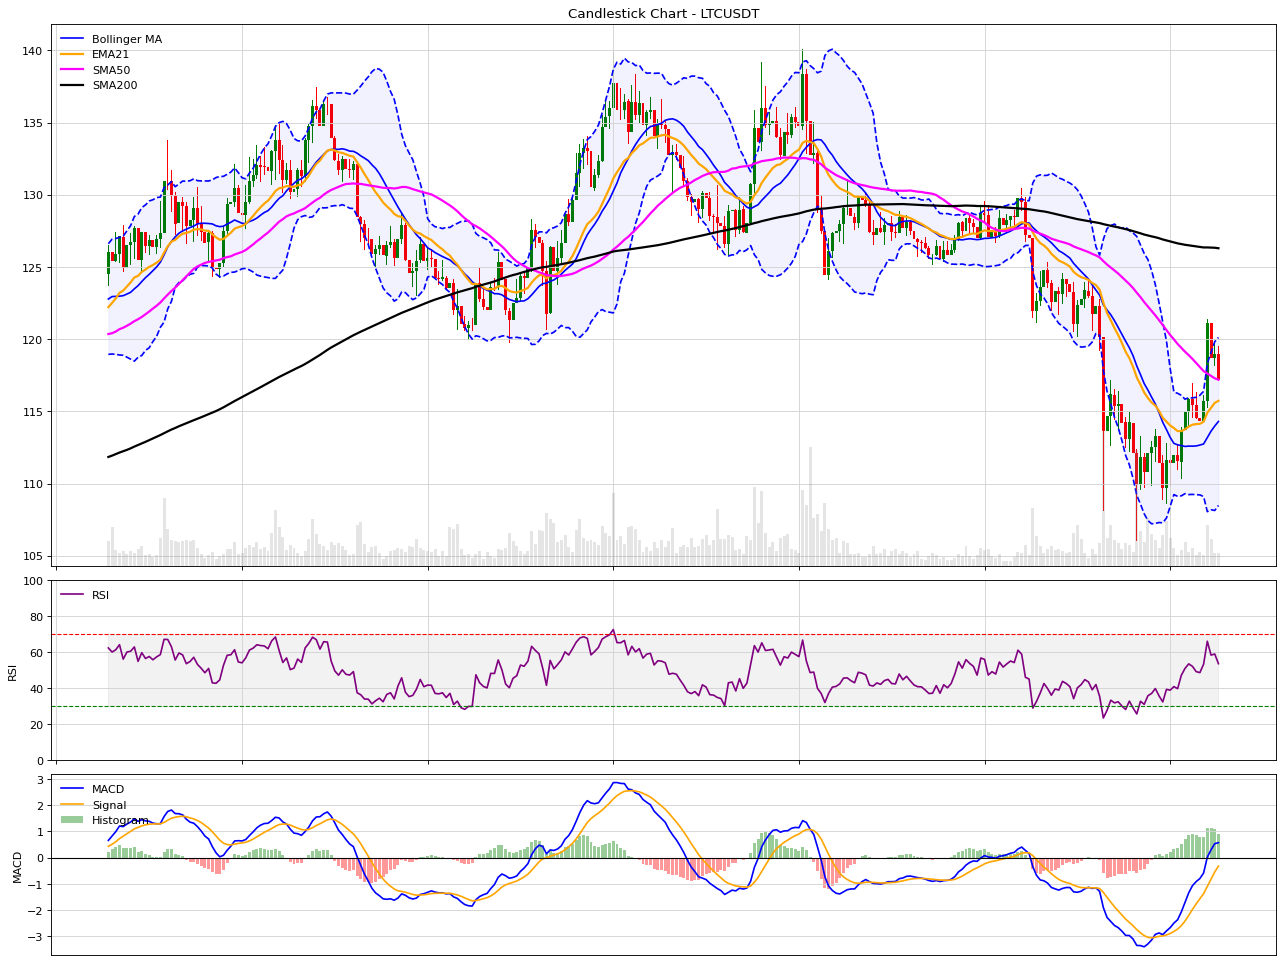 Candlestick Chart - LTCUSDT
Bollinger MA
EMA21
SMA50
SMA200
140
135
130
125
120
115
110
105
RSI
100
80
60
40
20
0
RSI
MACD
Signal
Histogram
3
2
1
0
−1
−2
−3
MACD